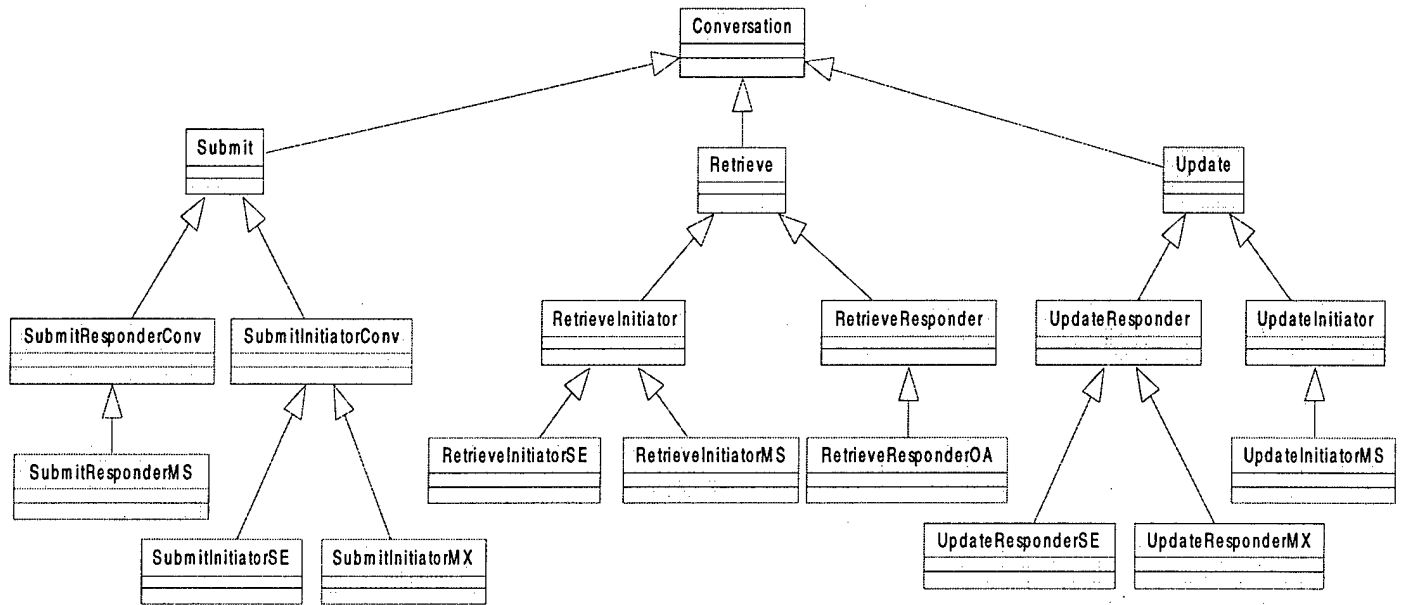 Conversation
Submit
Retrieve
Update
SubmitResponderConv
SubmitInitiatorConv
RetrieveInitiator
RetrieveResponder
UpdateResponder
UpdateInitiator
SubmitResponderMS
RetrieveInitiatorSE
RetrieveInitiatorMS
RetrieveResponderOA
UpdateInitiatorMS
SubmitInitiatorSE
SubmitInitiatorMX
UpdateResponderSE
UpdateResponderMX